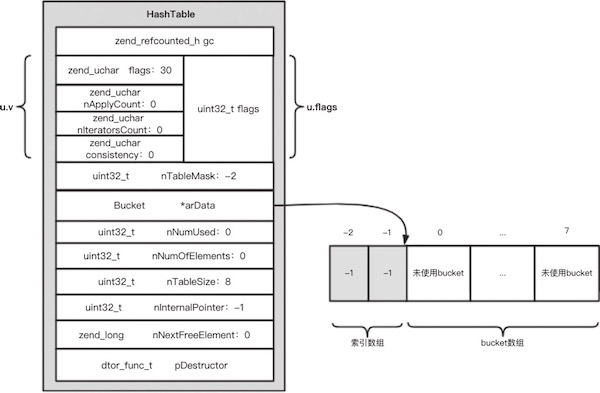 HashTable
zend_refcounted_h gc
zend_uchar flags：30
zend_uchar
nApplyCount：0
zend_uchar
nIteratorsCount：0
zend_uchar
consistency：0
uint32_t flags
u.v
u.flags
uint32_t nTableMask：-2
Bucket *arData
uint32_t nNumUsed：0
uint32_t nNumOfElements：0
uint32_t nTableSize：8
uint32_t nInternalPointer：-1
zend_long nNextFreeElement：0
dtor_func_t pDestructor
-2 -1 0 ... 7
-1 -1 未使用bucket ... 未使用bucket
索引数组 bucket数组